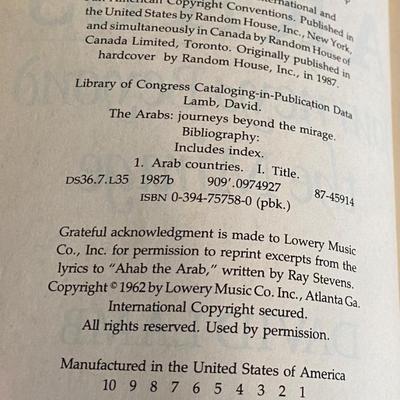 American Copyright Conventions. Published in
the United States by Random House, Inc., New York,
and simultaneously in Canada by Random House of
Canada Limited, Toronto. Originally published in
hardcover by Random House, Inc., in 1987.
Library of Congress Cataloging-in-Publication Data
Lamb, David.
The Arabs: journeys beyond the mirage.
Bibliography:
Includes index.
1. Arab countries. I. Title.
DS36.7.L35 1987b 909'.0974927 87-45914
ISBN 0-394-75758-0 (pbk.)
Grateful acknowledgment is made to Lowery Music
Co., Inc. for permission to reprint excerpts from the
lyrics to "Ahab the Arab," written by Ray Stevens.
Copyright © 1962 by Lowery Music Co. Inc., Atlanta Ga.
International Copyright secured.
All rights reserved. Used by permission.
Manufactured in the United States of America
10 9 8 7 6 5 4 3 2 1